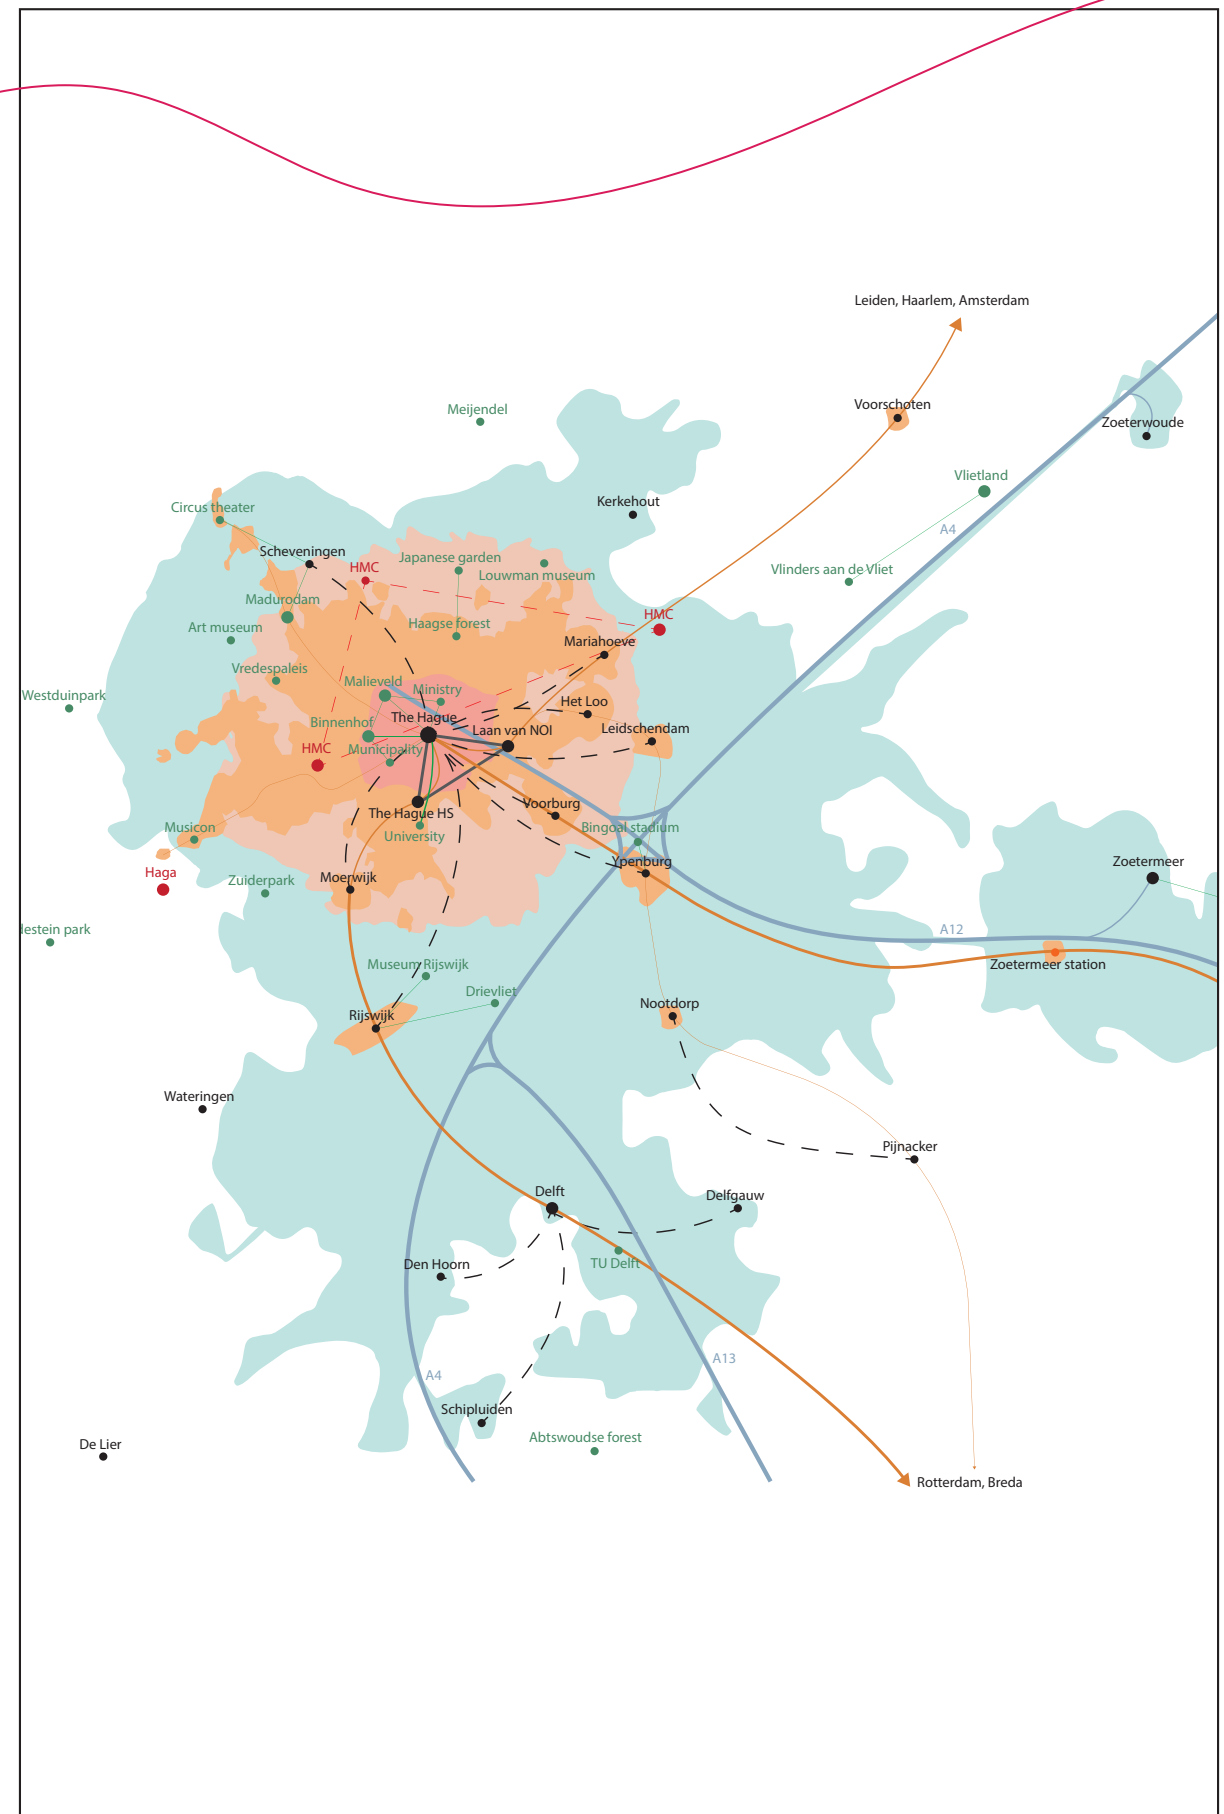 Leiden, Haarlem, Amsterdam
Voorschoten
Meijendel
Zoeterwoude
Vlietland
Kerkehout
Circus theater
A4
Scheveningen
Japanese garden
HMC
Louwman museum
Vlinders aan de Vliet
Madurodam
HMC
Art museum
Haagse forest
Mariahoeve
Vredespaleis
Malieveld
Ministry
Westduinpark
Het Loo
The Hague
Binnenhof
Laan van NOI
Leidschendam
HMC
Municipality
Voorburg
The Hague HS
Musicon
University
Bingoal stadium
Ypenburg
Zoetermeer
Haga
Zuiderpark
Moerwijk
destein park
A12
Museum Rijswijk
Zoetermeer station
Drievliet
Nootdorp
Rijswijk
Wateringen
Pijnacker
Delft
Delfgauw
Den Hoorn
TU Delft
A13
A4
Schipluiden
Abtswoudse forest
De Lier
Rotterdam, Breda